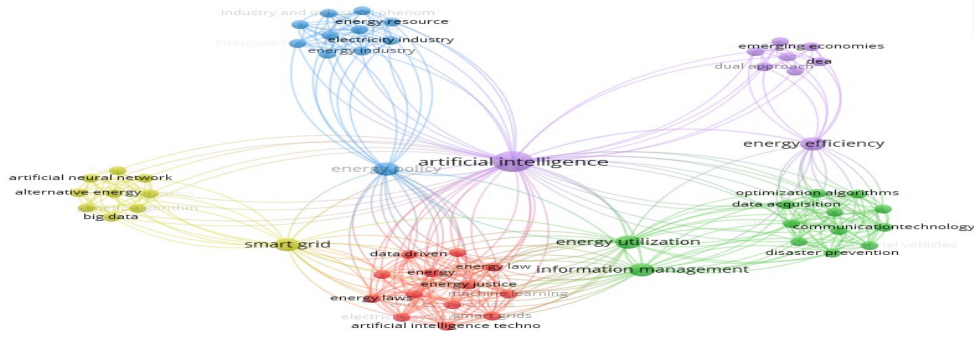 industry and
energy resource
electricity industry
energy industry
emerging economies
dual approach
dea
energy efficiency
artificial intelligence
energy policy
artificial neural network
alternative energy
big data
smart grid
optimization algorithms
data acquisition
communicationtechnology
disaster prevention
energy utilization
information management
data driven
energy law
energy
energy justice
machine learning
energy laws
smart grids
artificial intelligence techno